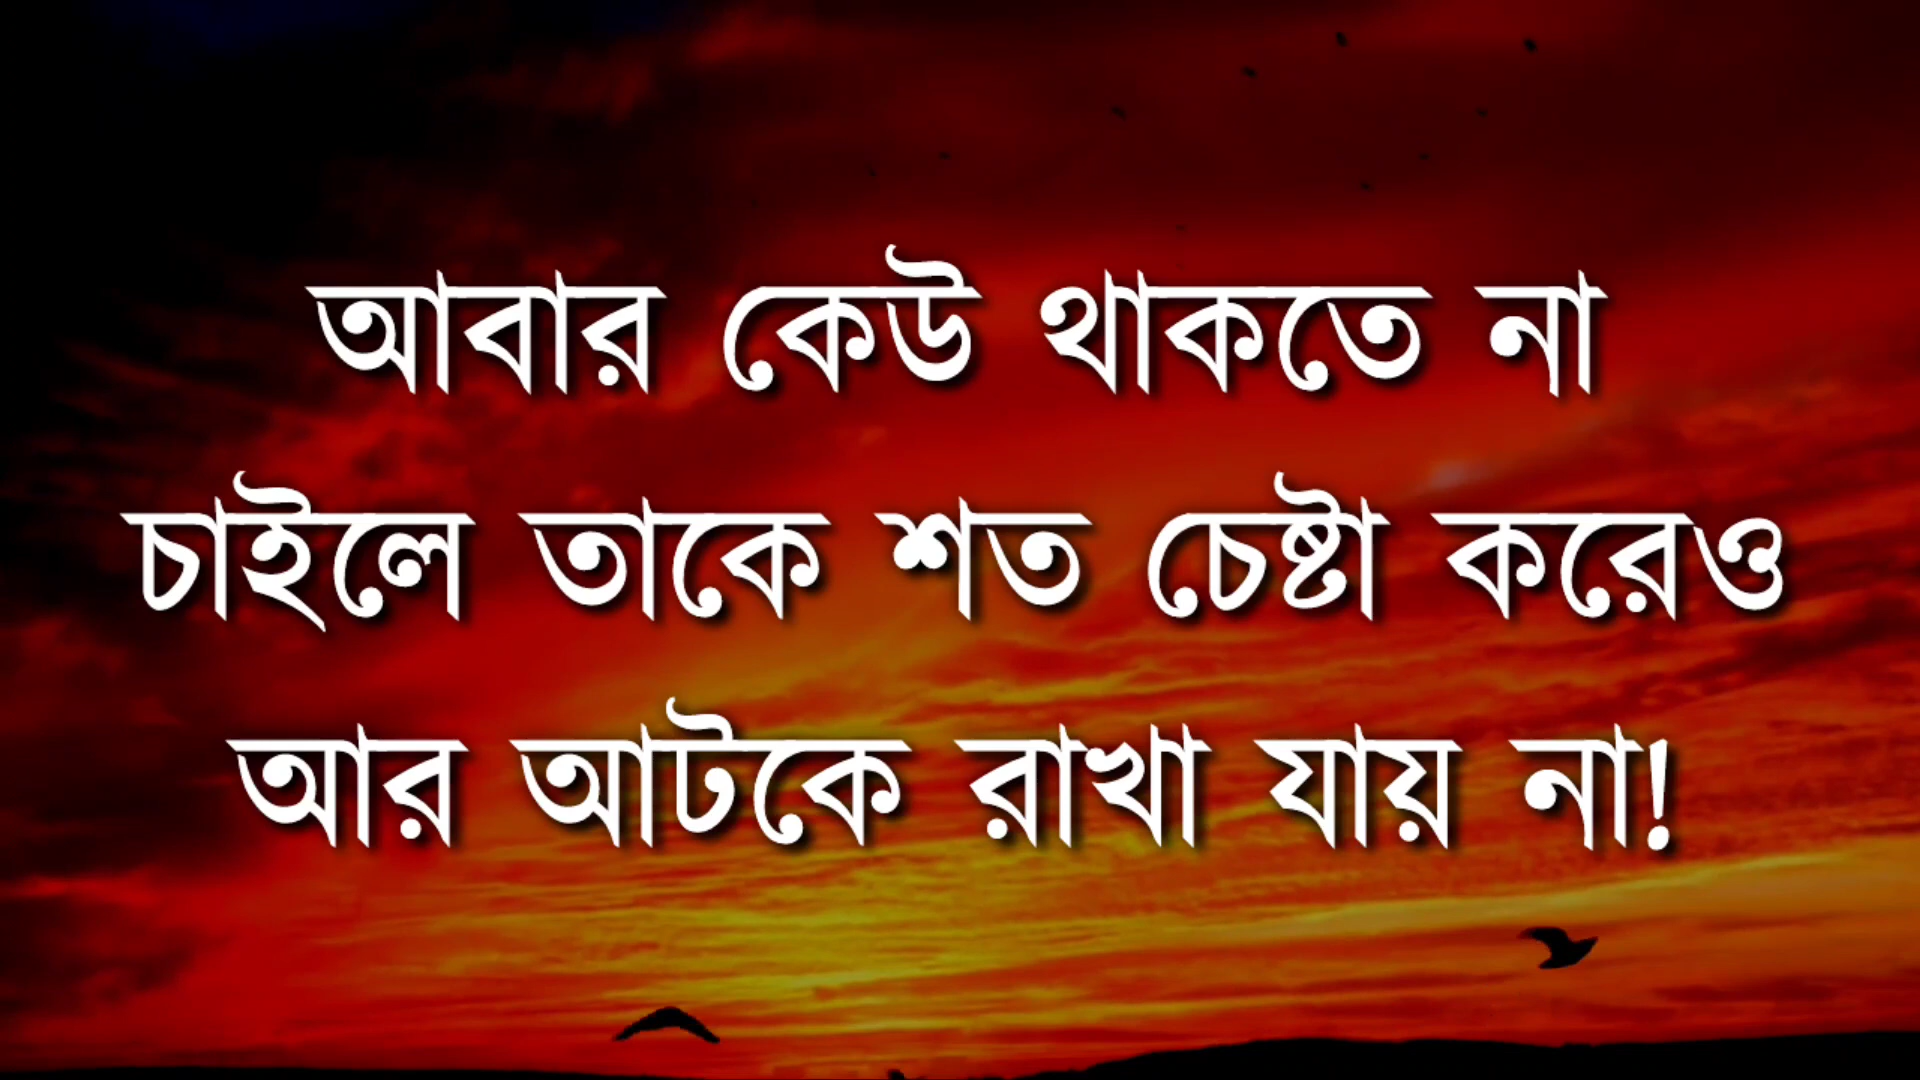 আবার কেউ থাকতে না
চাইলে তাকে শত চেষ্টা করেও
আর আটকে রাখা যায় না!